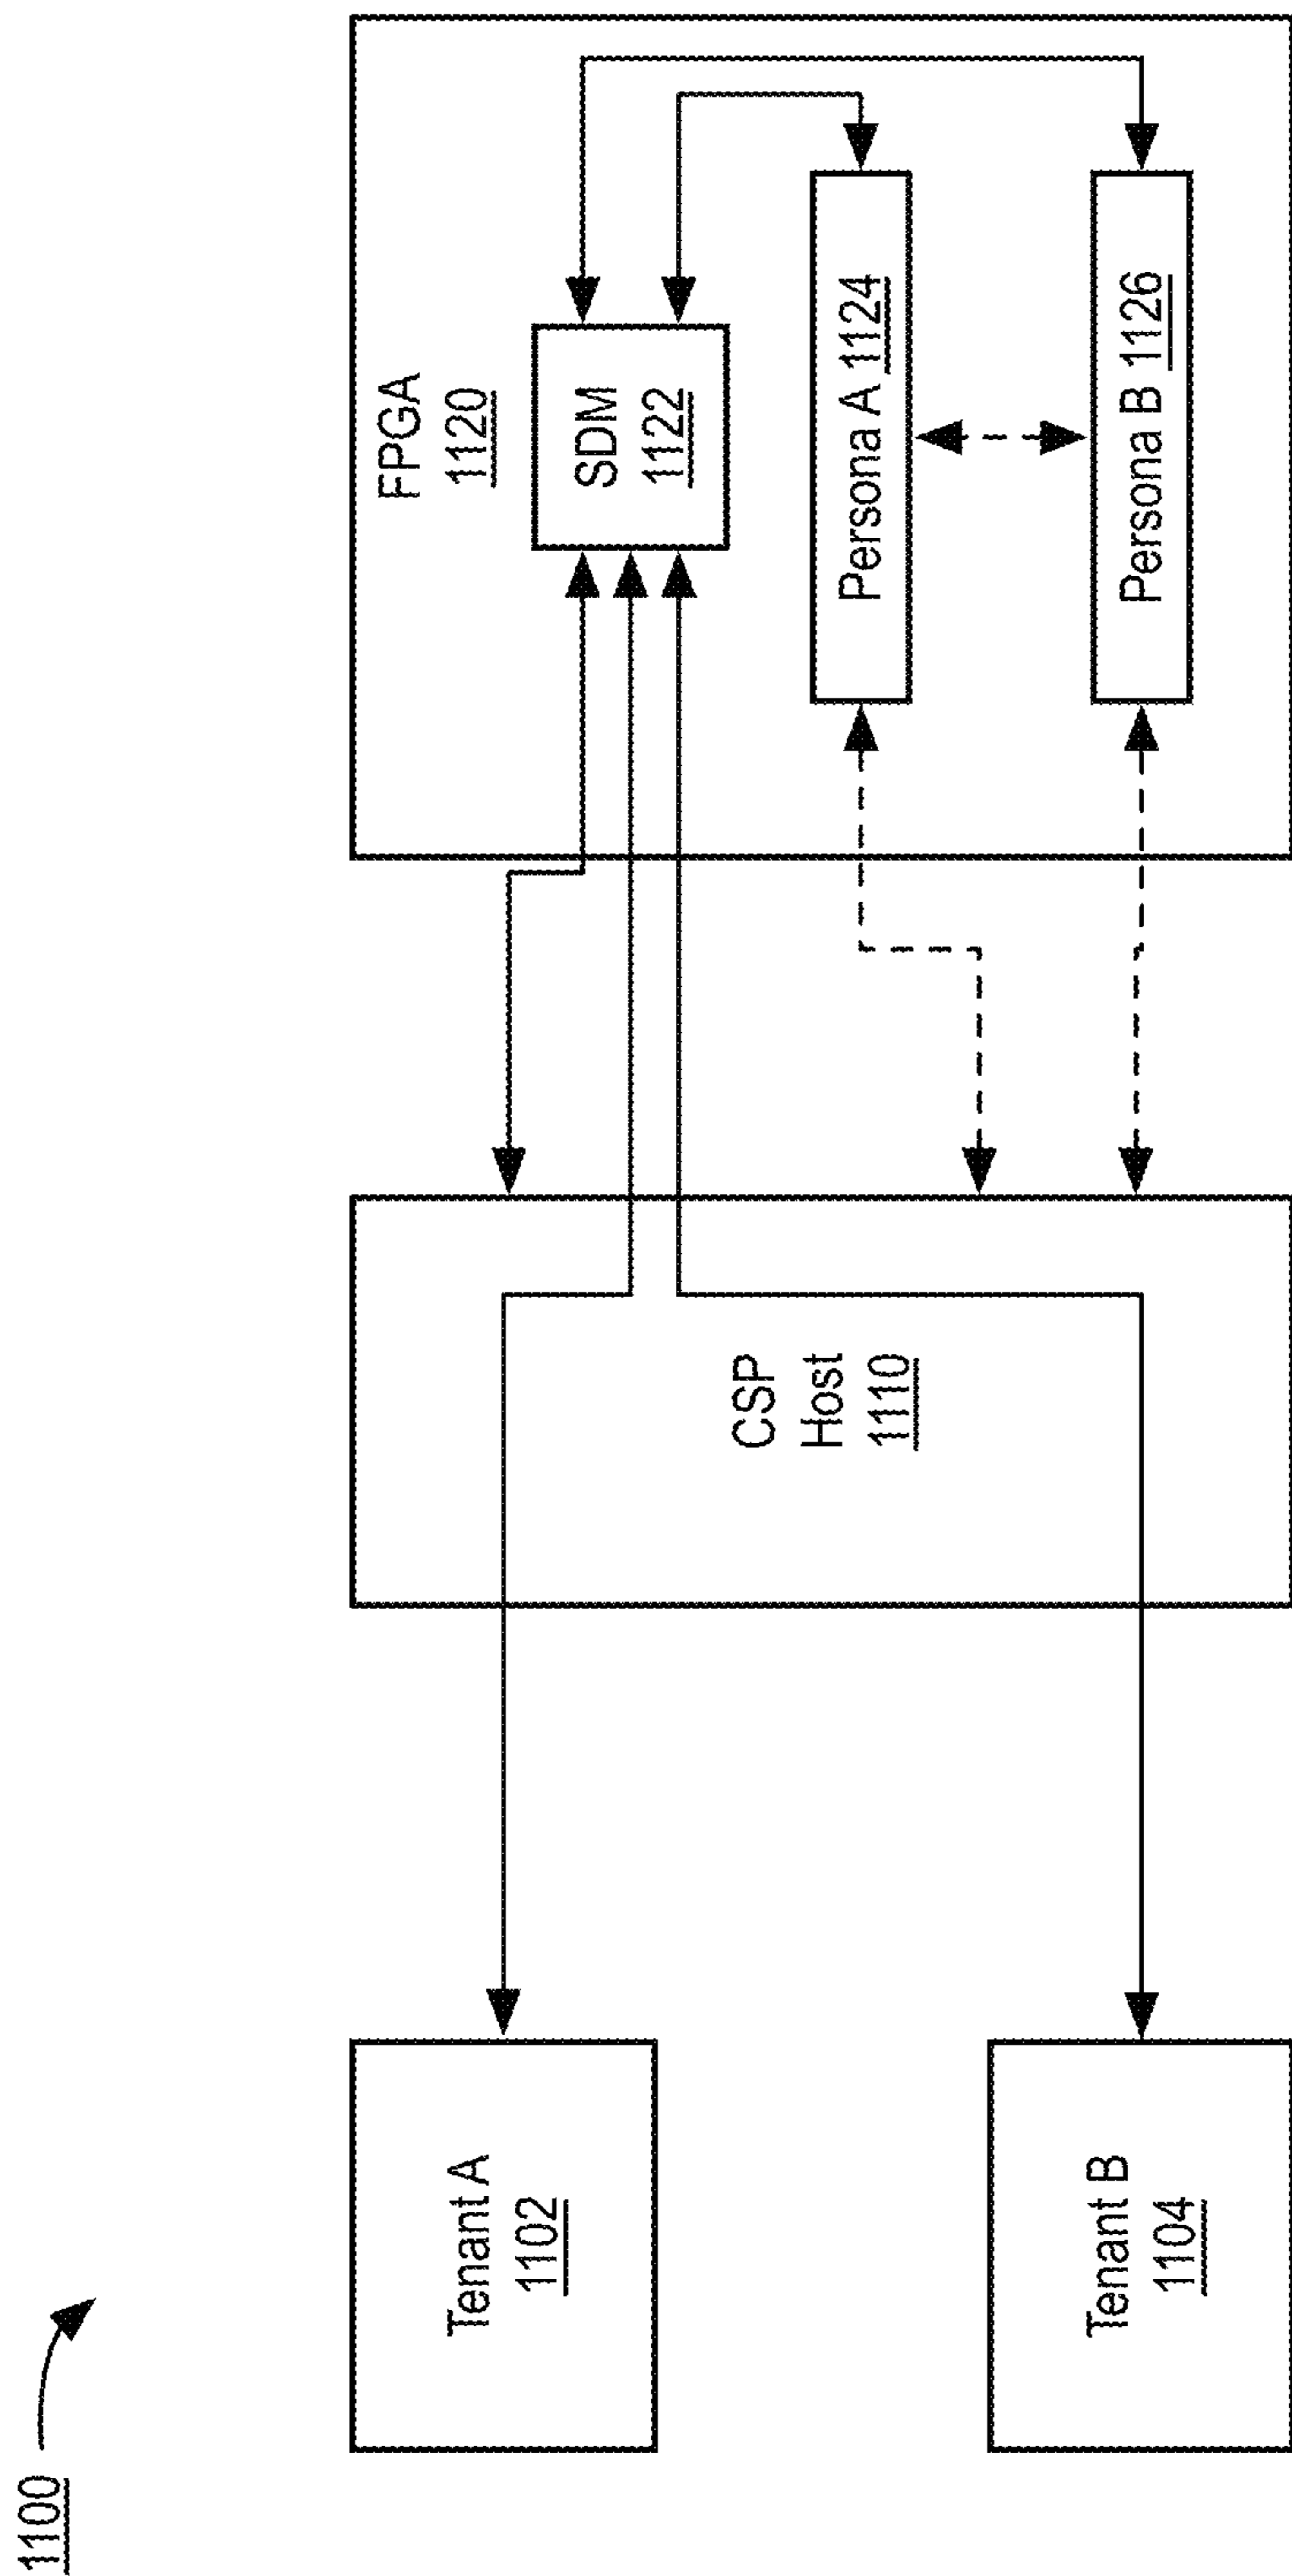 1100
Tenant A
1102
Tenant B
1104
CSP
Host
1110
FPGA
1120
SDM
1122
Persona A 1124
Persona B 1126